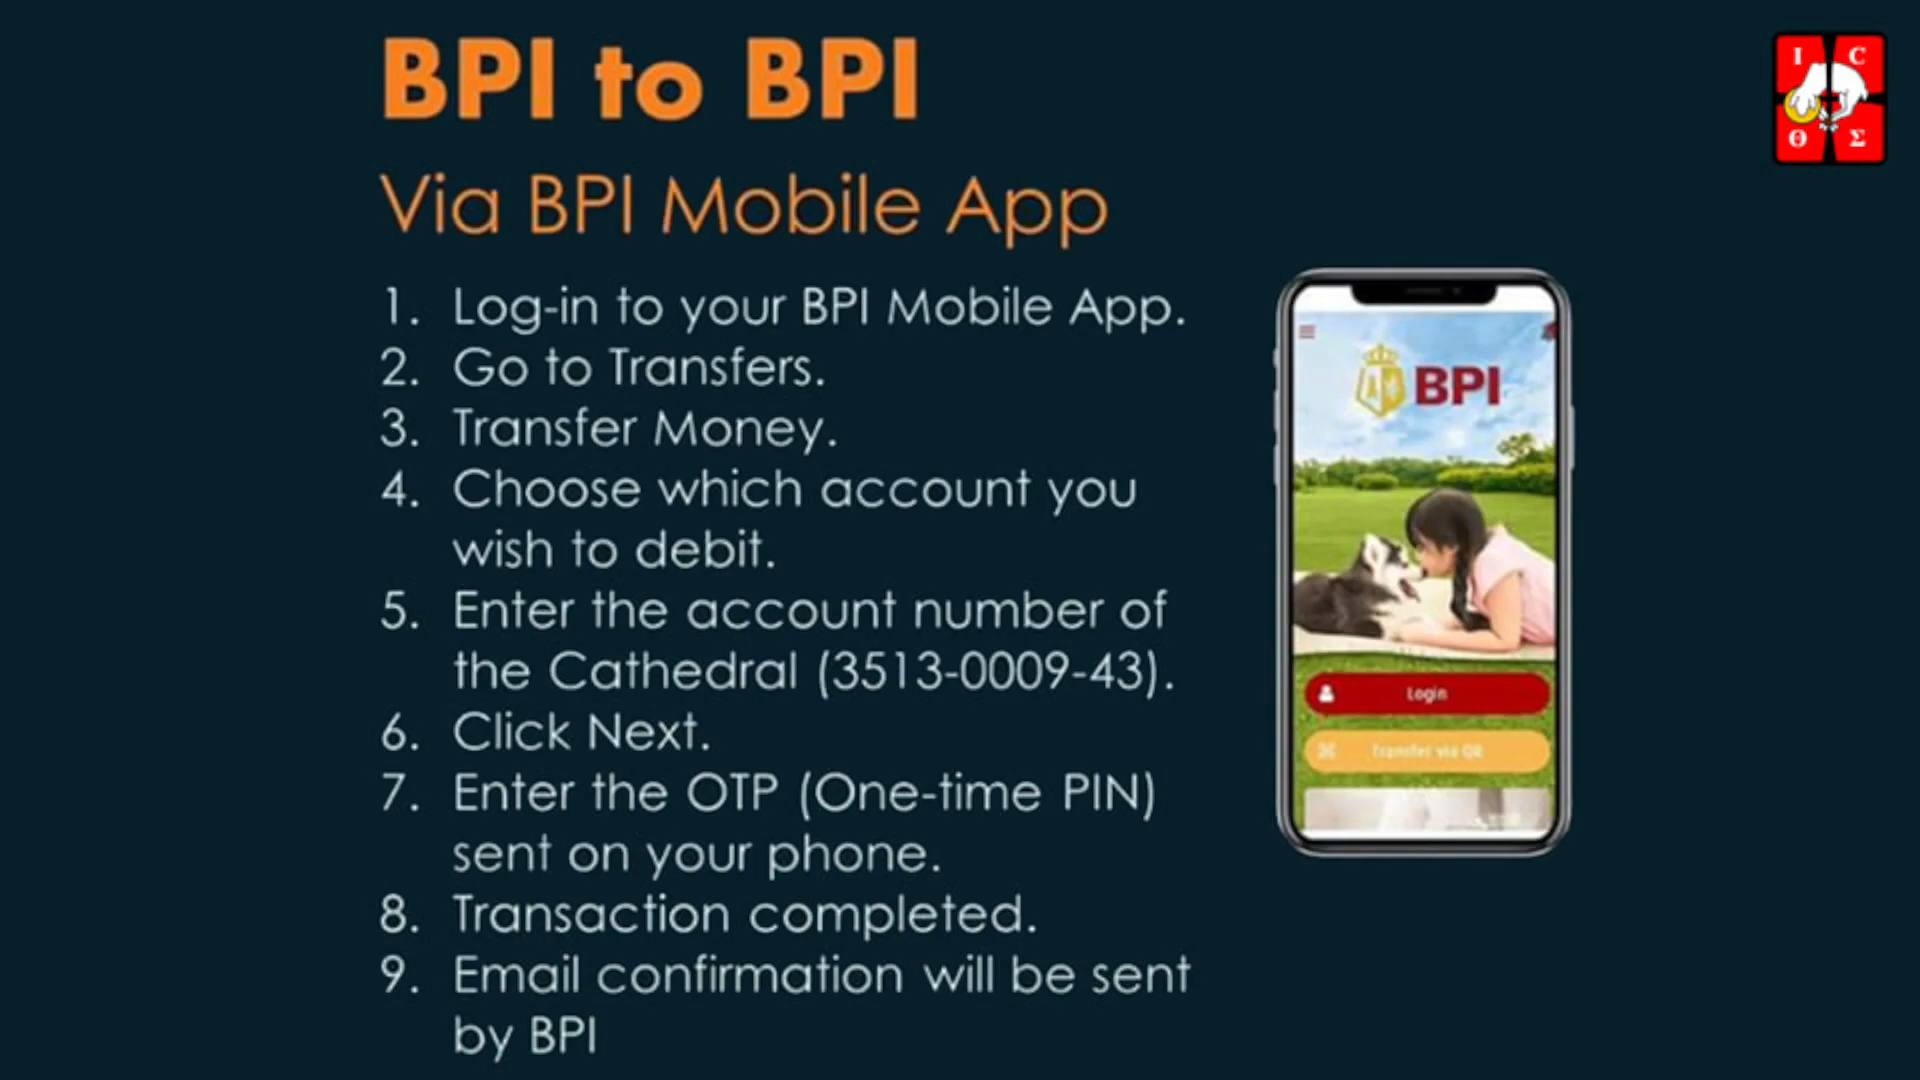 BPI to BPI
Via BPI Mobile App
1. Log-in to your BPI Mobile App.
2. Go to Transfers.
3. Transfer Money.
4. Choose which account you
wish to debit.
5. Enter the account number of
the Cathedral (3513-0009-43).
6. Click Next.
7. Enter the OTP (One-time PIN)
sent on your phone.
8. Transaction completed.
9. Email confirmation will be sent
by BPI
I C
Θ Σ
BPI
Login
Transfer via QR